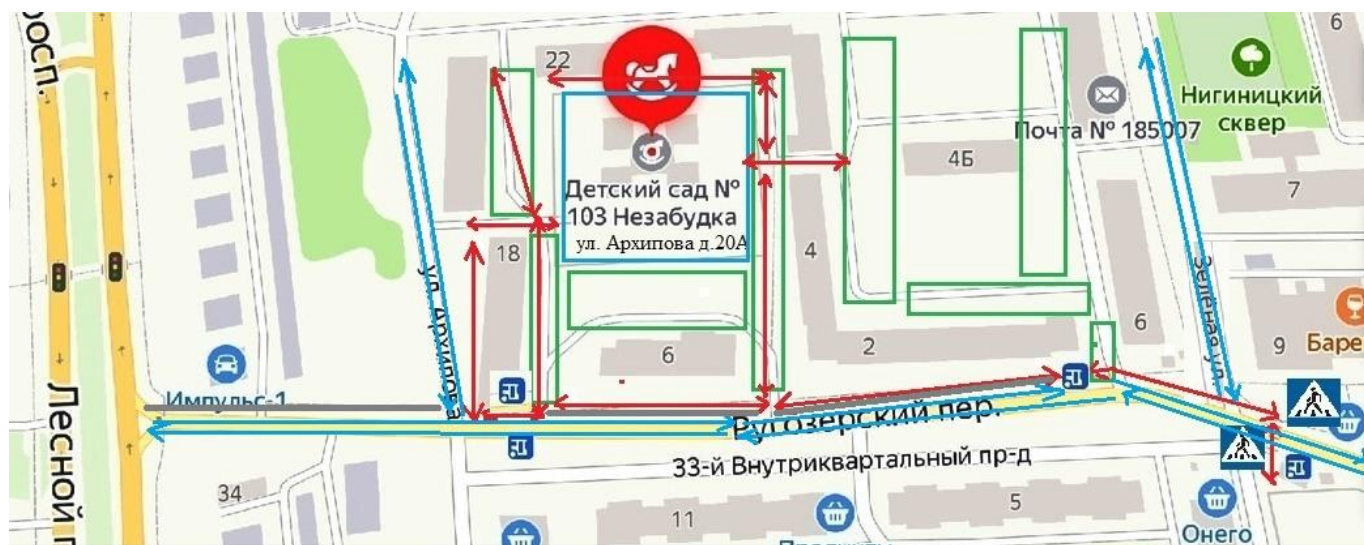 росп.
Лесной п
22
18
Детский сад №
103 Незабудка
ул. Архипова д.20А
4
4Б
Почта № 185007
Нигиницкий
сквер
6
7
ул. Архипова
Зеленая ул.
6
2
6
9
Баре
Импульс-1
Ругозерский пер.
33-й Внутриквартальный пр-д
34
11
5
Онего